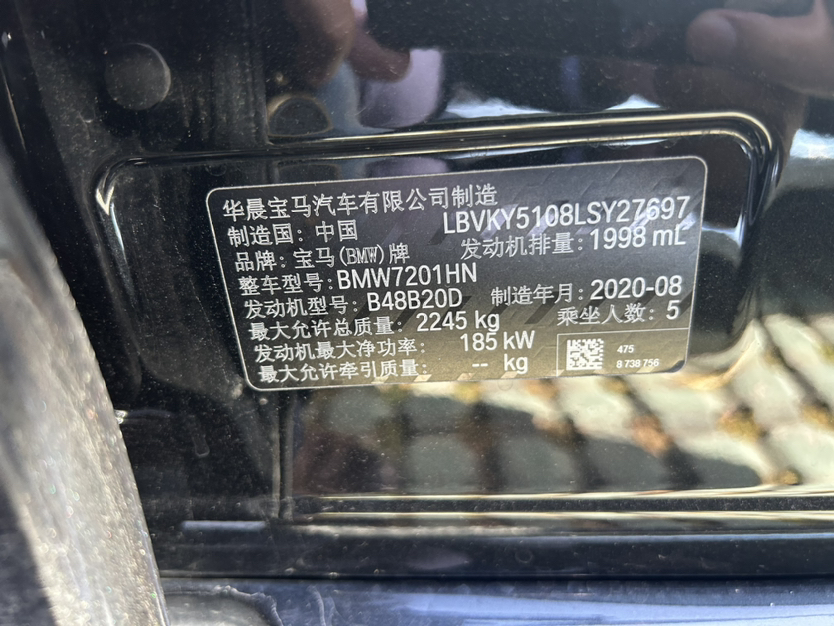 华晨宝马汽车有限公司制造
制造国：中国 LBVKY5108LSY27697
品牌：宝马(BMW)牌 发动机排量：1998 mL
整车型号：BMW7201HN
发动机型号：B48B20D 制造年月：2020-08
最大允许总质量：2245 kg 乘坐人数：5
发动机最大净功率：185 kW
最大允许牵引质量：-- kg
475
8 738 756